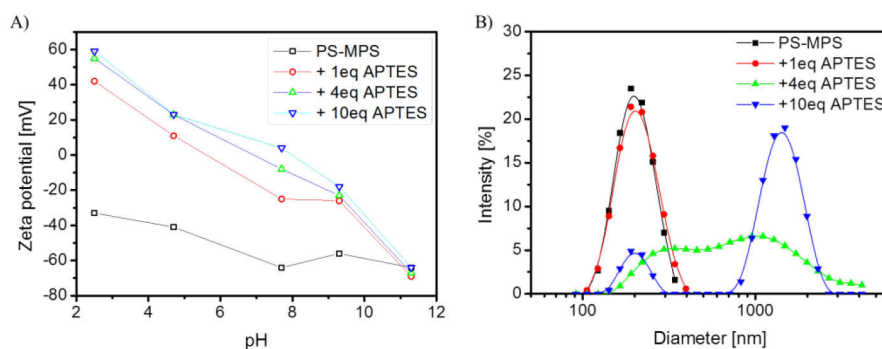 A)
Zeta potential [mV]
60
40
20
0
-20
-40
-60
-80
2
4
6
8
10
12
pH
PS-MPS
+ 1eq APTES
+ 4eq APTES
+ 10eq APTES
B)
Intensity [%]
30
25
20
15
10
5
0
100
1000
Diameter [nm]
PS-MPS
+1eq APTES
+4eq APTES
+10eq APTES